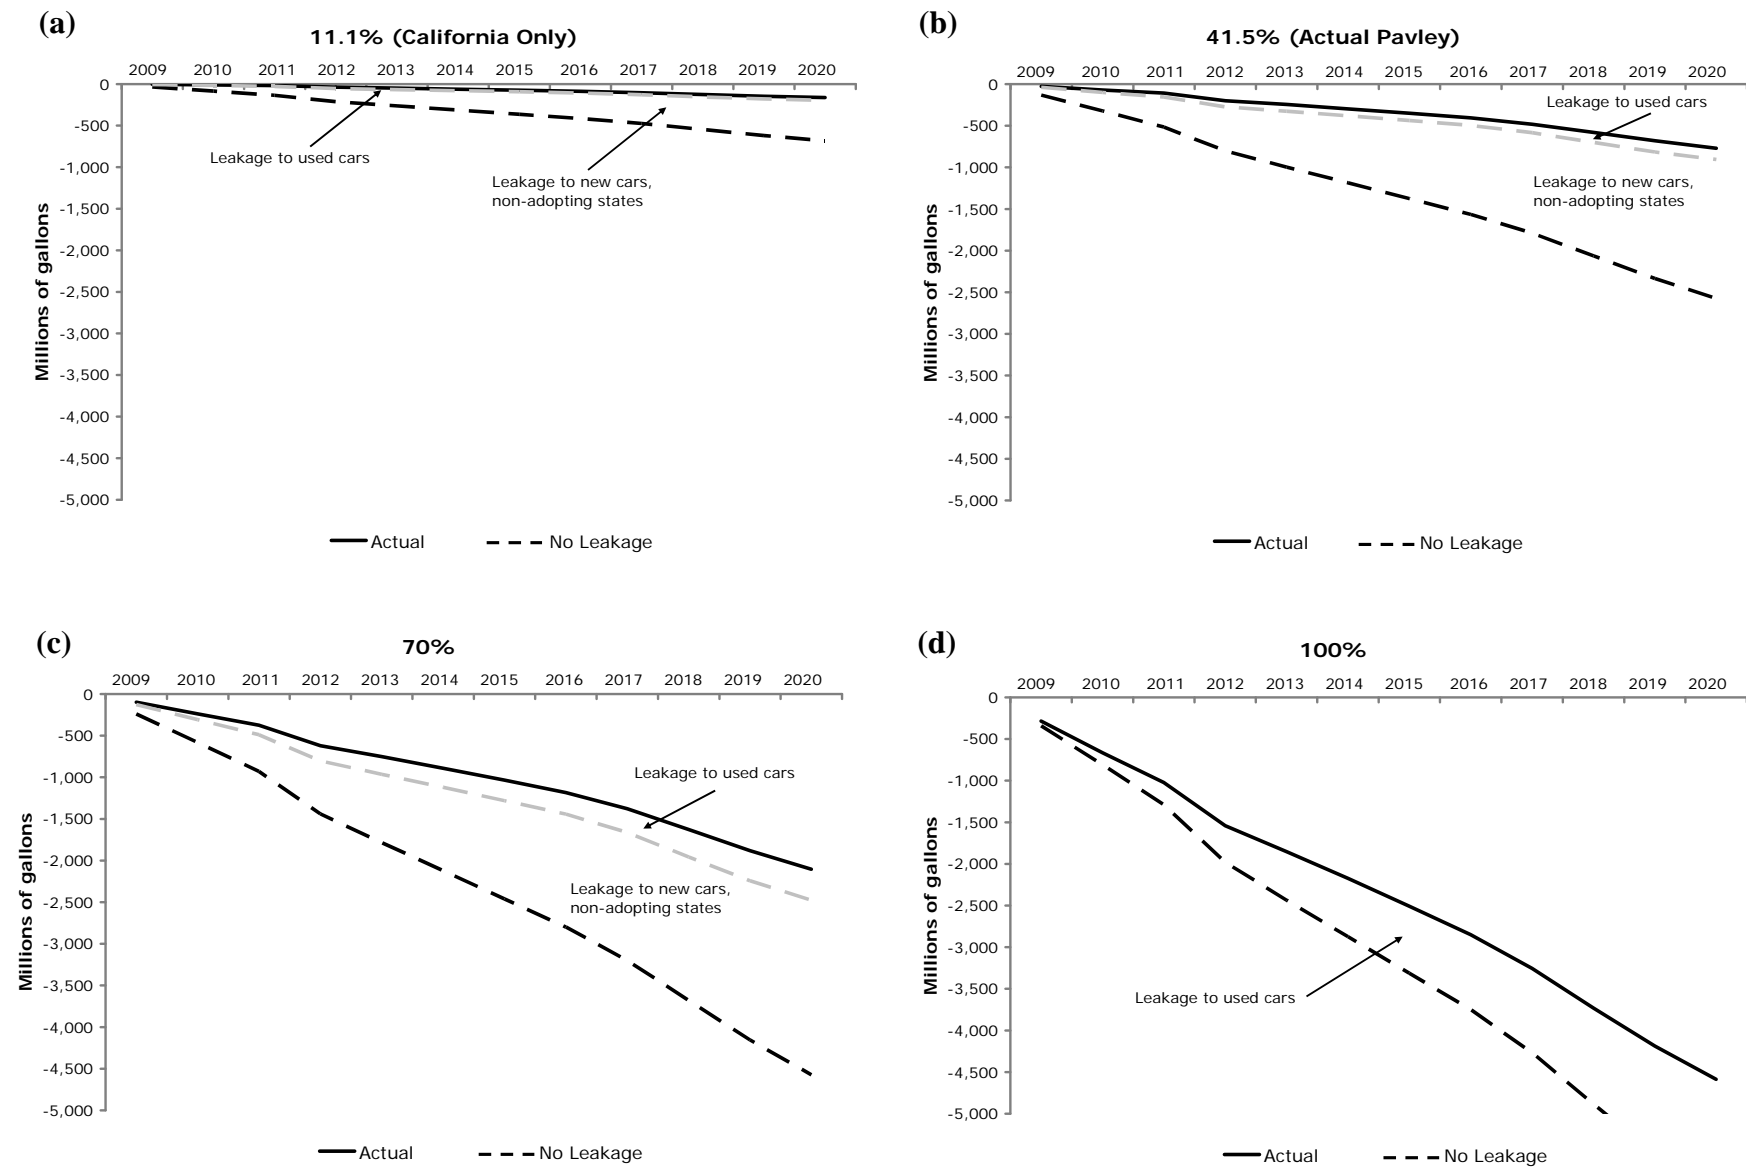 (a)
11.1% (California Only)
2009 2010 2011 2012 2013 2014 2015 2016 2017 2018 2019 2020
0
-500
-1,000
-1,500
-2,000
-2,500
-3,000
-3,500
-4,000
-4,500
-5,000
Millions of gallons
Leakage to used cars
Leakage to new cars,
non-adopting states
Actual No Leakage
(b)
41.5% (Actual Pavley)
2009 2010 2011 2012 2013 2014 2015 2016 2017 2018 2019 2020
0
-500
-1,000
-1,500
-2,000
-2,500
-3,000
-3,500
-4,000
-4,500
-5,000
Millions of gallons
Leakage to used cars
Leakage to new cars,
non-adopting states
Actual No Leakage
(c)
70%
2009 2010 2011 2012 2013 2014 2015 2016 2017 2018 2019 2020
0
-500
-1,000
-1,500
-2,000
-2,500
-3,000
-3,500
-4,000
-4,500
-5,000
Millions of gallons
Leakage to used cars
Leakage to new cars,
non-adopting states
Actual No Leakage
(d)
100%
2009 2010 2011 2012 2013 2014 2015 2016 2017 2018 2019 2020
0
-500
-1,000
-1,500
-2,000
-2,500
-3,000
-3,500
-4,000
-4,500
-5,000
Millions of gallons
Leakage to used cars
Actual No Leakage